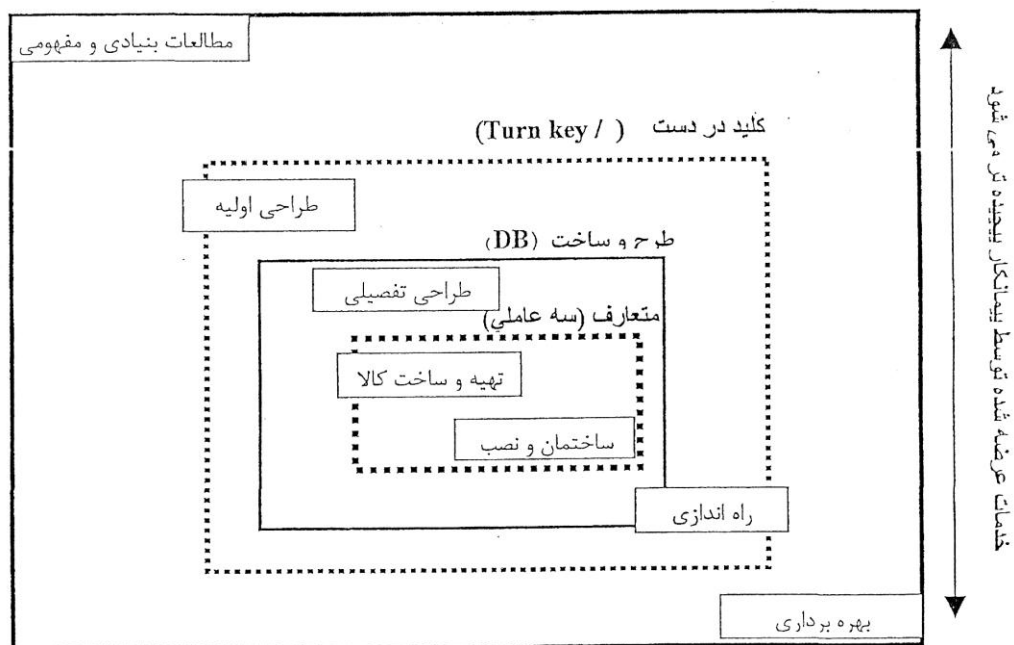 مطالعات بنیادی و مفهومی
کلید در دست ( / Turn key)
طراحی اولیه
طرح و ساخت (DB)
طراحی تفصیلی
متعارف (سه عاملی)
تهیه و ساخت کالا
ساختمان و نصب
راه اندازی
بهره برداری
خدمات عرضه شده توسط پیمانکار پیچیده تر می شود